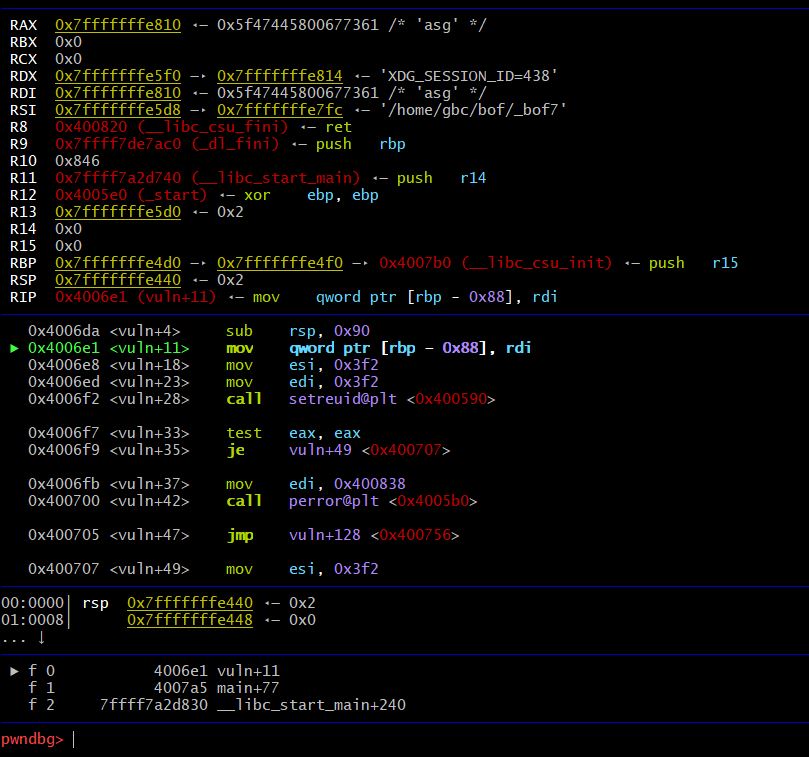 RAX  0x7fffffffe810 ◂— 0x5f47445800677361 /* 'asg' */
RBX  0x0
RCX  0x0
RDX  0x7fffffffe5f0 —▸ 0x7fffffffe814 ◂— 'XDG_SESSION_ID=438'
RDI  0x7fffffffe810 ◂— 0x5f47445800677361 /* 'asg' */
RSI  0x7fffffffe5d8 —▸ 0x7fffffffe7fc ◂— '/home/gbc/bof/_bof7'
R8   0x400820 (__libc_csu_fini) ◂— ret
R9   0x7ffff7de7ac0 (_dl_fini) ◂— push   rbp
R10  0x846
R11  0x7ffff7a2d740 (__libc_start_main) ◂— push   r14
R12  0x4005e0 (_start) ◂— xor    ebp, ebp
R13  0x7fffffffe5d0 ◂— 0x2
R14  0x0
R15  0x0
RBP  0x7fffffffe4d0 —▸ 0x7fffffffe4f0 —▸ 0x4007b0 (__libc_csu_init) ◂— push   r15
RSP  0x7fffffffe440 ◂— 0x2
RIP  0x4006e1 (vuln+11) ◂— mov    qword ptr [rbp - 0x88], rdi
0x4006da <vuln+4>     sub    rsp, 0x90
► 0x4006e1 <vuln+11>    mov    qword ptr [rbp - 0x88], rdi
0x4006e8 <vuln+18>    mov    esi, 0x3f2
0x4006ed <vuln+23>    mov    edi, 0x3f2
0x4006f2 <vuln+28>    call   setreuid@plt <0x400590>
0x4006f7 <vuln+33>    test   eax, eax
0x4006f9 <vuln+35>    je     vuln+49 <0x400707>
0x4006fb <vuln+37>    mov    edi, 0x400838
0x400700 <vuln+42>    call   perror@plt <0x4005b0>
0x400705 <vuln+47>    jmp    vuln+128 <0x400756>
0x400707 <vuln+49>    mov    esi, 0x3f2
00:0000│ rsp  0x7fffffffe440 ◂— 0x2
01:0008│      0x7fffffffe448 ◂— 0x0
... ↓
► f 0           4006e1 vuln+11
f 1           4007a5 main+77
f 2     7ffff7a2d830 __libc_start_main+240
pwndbg>